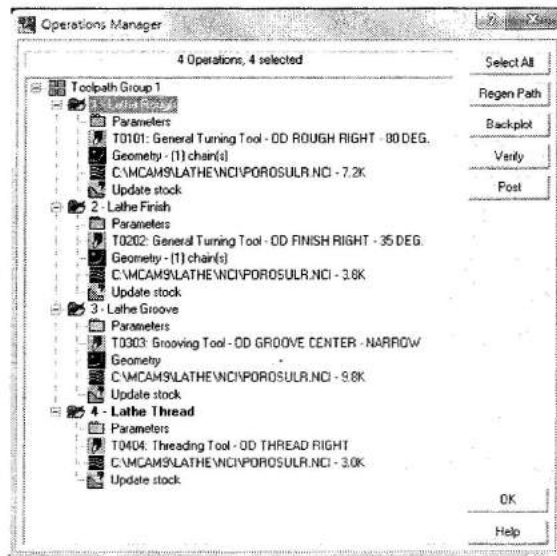 Operations Manager
4 Operations, 4 selected
Select All
Regen Path
Backplot
Verify
Post
Toolpath Group 1
1 - Lathe Rough
Parameters
T0101: General Turning Tool - OD ROUGH RIGHT - 80 DEG.
Geometry - (1) chain(s)
C:\MCAM9\LATHE\NCI\POROSULR.NCI - 7.2K
Update stock
2 - Lathe Finish
Parameters
T0202: General Turning Tool - OD FINISH RIGHT - 35 DEG.
Geometry - (1) chain(s)
C:\MCAM9\LATHE\NCI\POROSULR.NCI - 3.8K
Update stock
3 - Lathe Groove
Parameters
T0303: Grooving Tool - OD GROOVE CENTER - NARROW
Geometry
C:\MCAM9\LATHE\NCI\POROSULR.NCI - 9.8K
Update stock
4 - Lathe Thread
Parameters
T0404: Threading Tool - OD THREAD RIGHT
C:\MCAM9\LATHE\NCI\POROSULR.NCI - 3.0K
Update stock
OK
Help